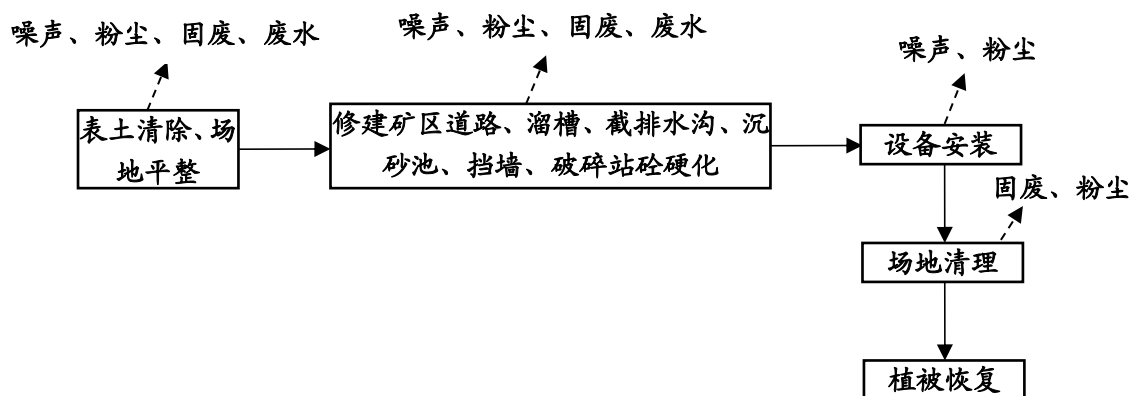 噪声、粉尘、固废、废水
噪声、粉尘、固废、废水
噪声、粉尘
表土清除、场
地平整
修建矿区道路、溜槽、截排水沟、沉
砂池、挡墙、破碎站砼硬化
设备安装
固废、粉尘
场地清理
植被恢复